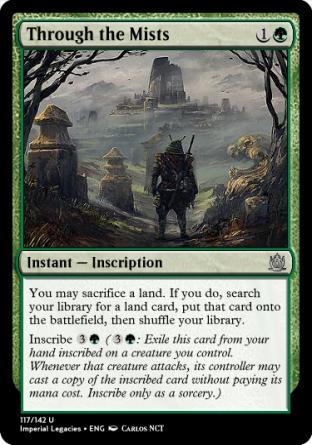 Through the Mists 1
Instant — Inscription
You may sacrifice a land. If you do, search
your library for a land card, put that card onto
the battlefield, then shuffle your library.
Inscribe 3 ( 3 : Exile this card from your
hand inscribed on a creature you control.
Whenever that creature attacks, its controller may
cast a copy of the inscribed card without paying its
mana cost. Inscribe only as a sorcery.)
117/142 U
Imperial Legacies • ENG Carlos NCT